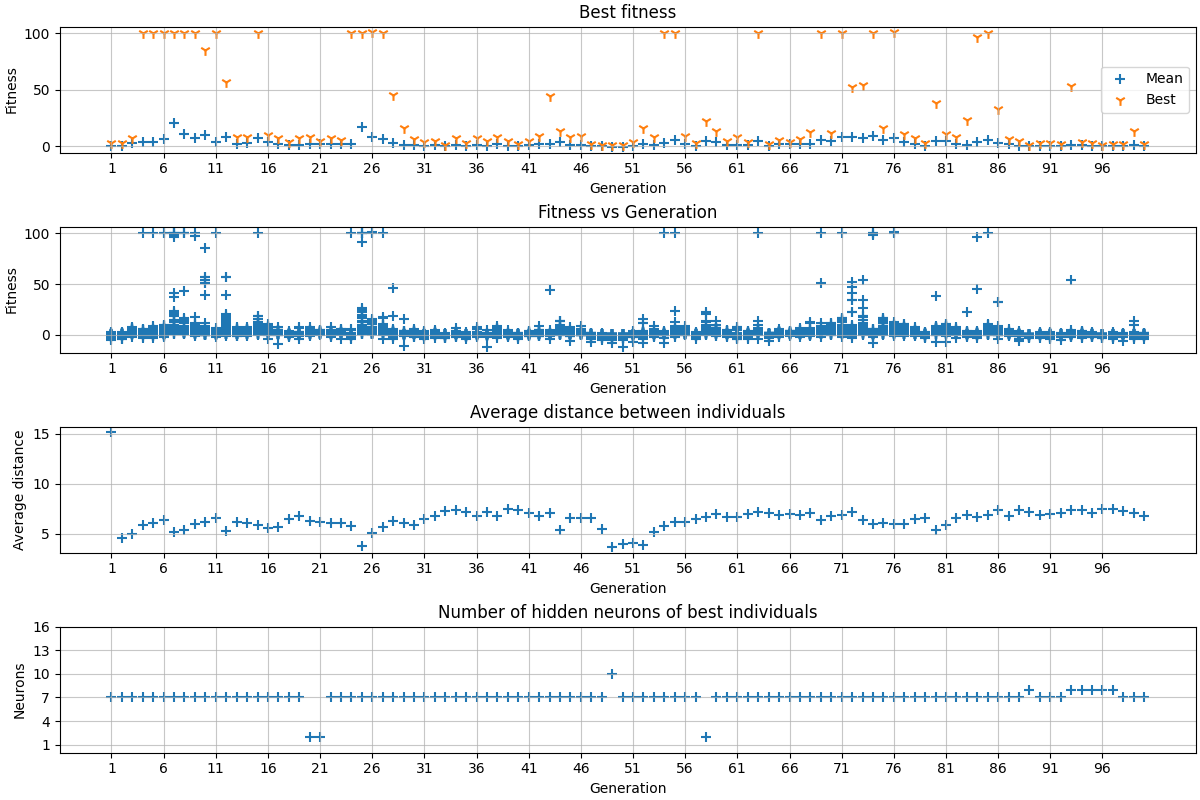 Best fitness
100
50
0
Fitness
Mean
Best
1 6 11 16 21 26 31 36 41 46 51 56 61 66 71 76 81 86 91 96
Generation
Fitness vs Generation
100
50
0
Fitness
1 6 11 16 21 26 31 36 41 46 51 56 61 66 71 76 81 86 91 96
Generation
Average distance between individuals
15
10
5
Average distance
1 6 11 16 21 26 31 36 41 46 51 56 61 66 71 76 81 86 91 96
Generation
Number of hidden neurons of best individuals
16
13
10
7
4
1
Neurons
1 6 11 16 21 26 31 36 41 46 51 56 61 66 71 76 81 86 91 96
Generation